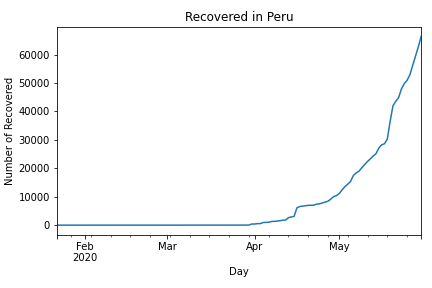 Recovered in Peru
Number of Recovered
60000
50000
40000
30000
20000
10000
0
Feb
2020
Mar
Apr
May
Day